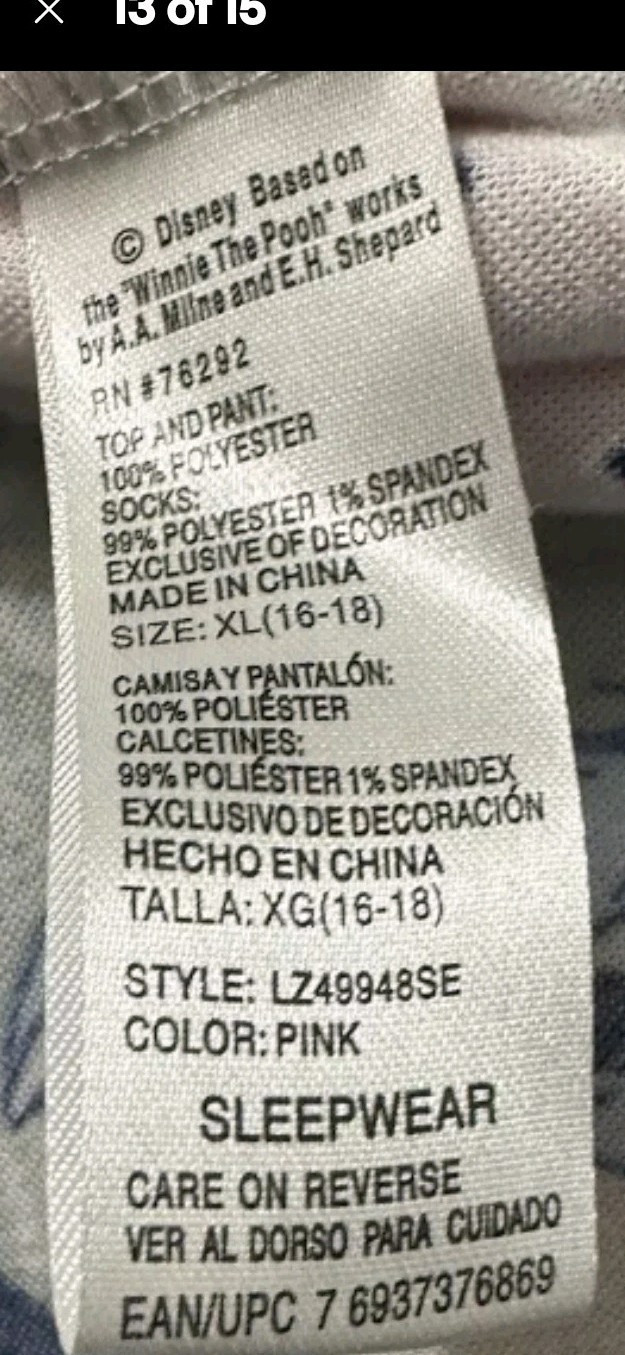 13 of 15
© Disney Based on
the "Winnie The Pooh" works
by A.A. Milne and E.H. Shepard
RN #76292
TOP AND PANT:
100% POLYESTER
SOCKS:
99% POLYESTER 1% SPANDEX
EXCLUSIVE OF DECORATION
MADE IN CHINA
SIZE: XL(16-18)
CAMISA Y PANTALÓN:
100% POLIÉSTER
CALCETINES:
99% POLIÉSTER 1% SPANDEX
EXCLUSIVO DE DECORACIÓN
HECHO EN CHINA
TALLA: XG(16-18)
STYLE: LZ49948SE
COLOR: PINK
SLEEPWEAR
CARE ON REVERSE
VER AL DORSO PARA CUIDADO
EAN/UPC 7 6937376869